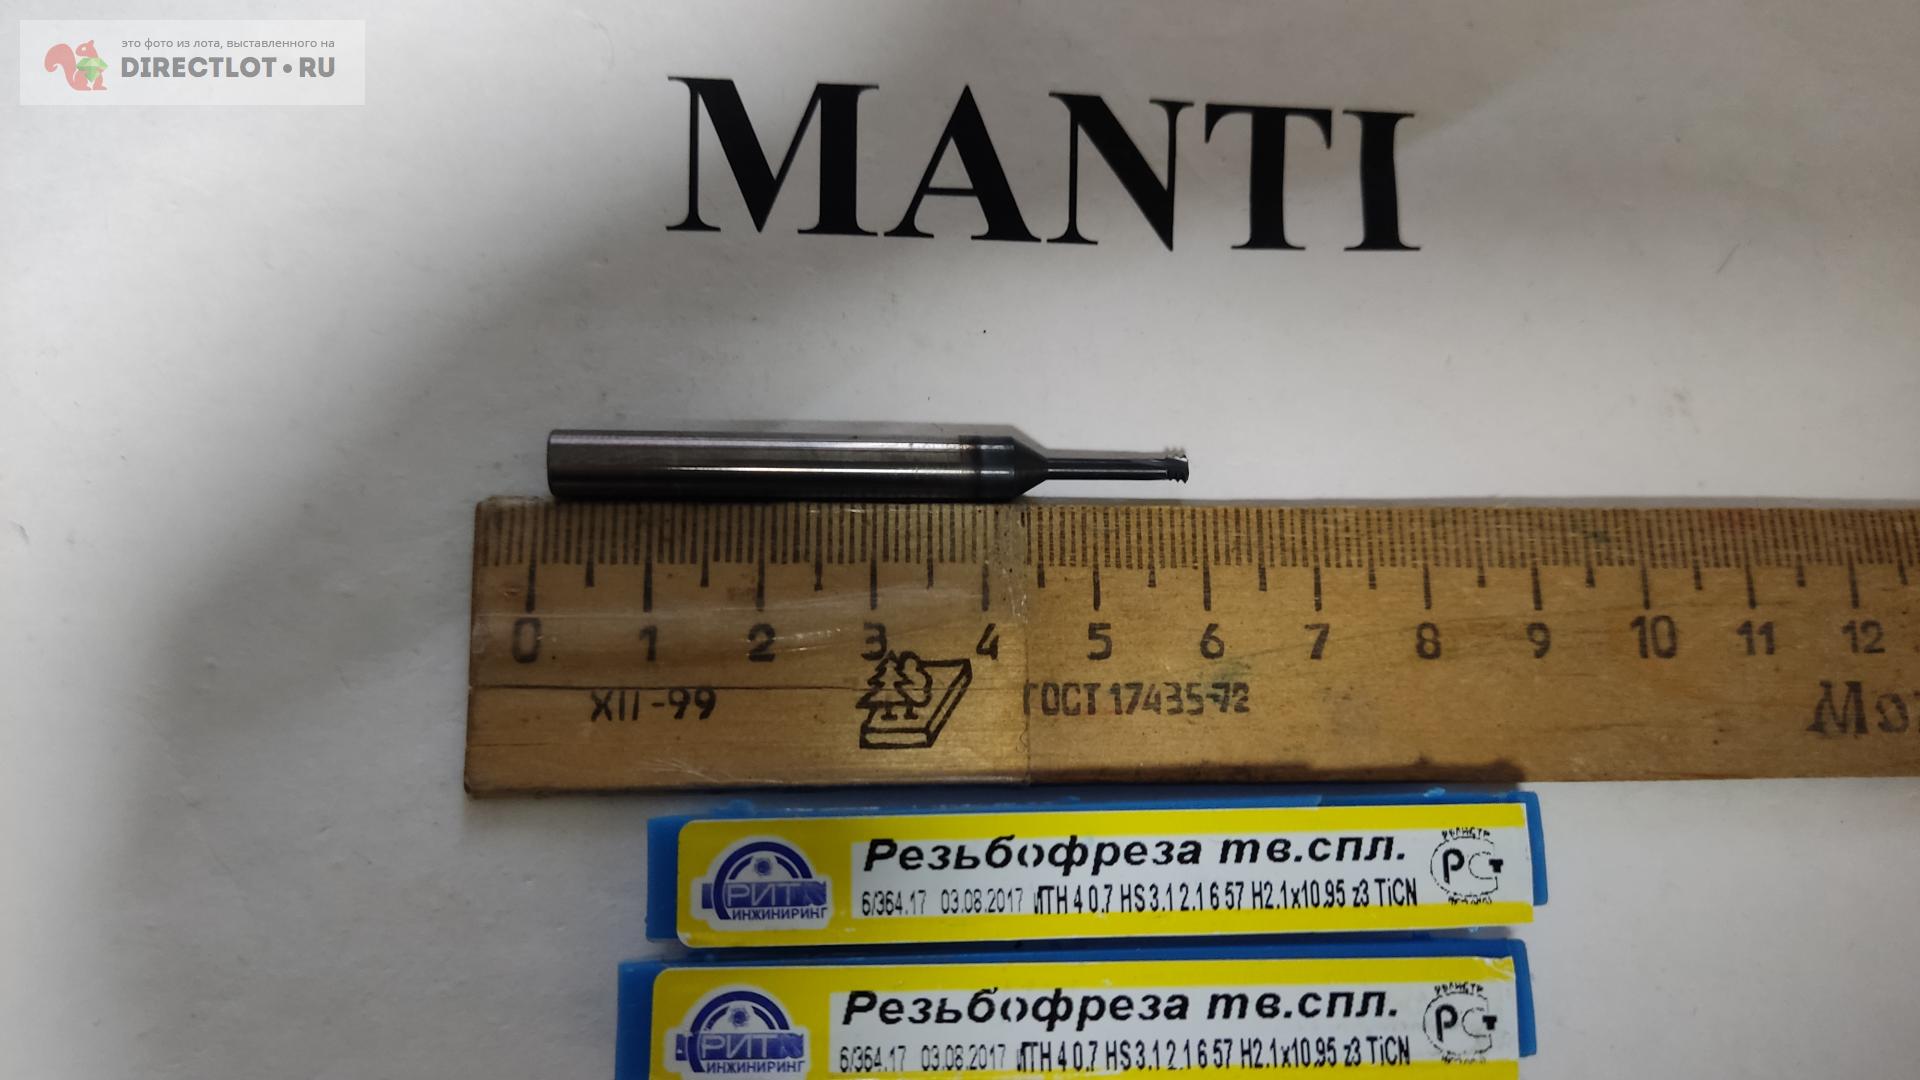 это фото из лота, выставленного на
DIRECTLOT • RU
MANTI
0 1 2 3 4 5 6 7 8 9 10 11 12
XII-99 ГОСТ 17435-72
Резьбофреза тв.спл.
РИТ
ИНЖИНИРИНГ
6/364.17 03.08.2017 ИТН 4 0.7 HS 3.1 2.1 6 57 H2.1x10.95 z3 TiCN
РСТ
Резьбофреза тв.спл.
РИТ
ИНЖИНИРИНГ
6/364.17 03.08.2017 ИТН 4 0.7 HS 3.1 2.1 6 57 H2.1x10.95 z3 TiCN
РСТ